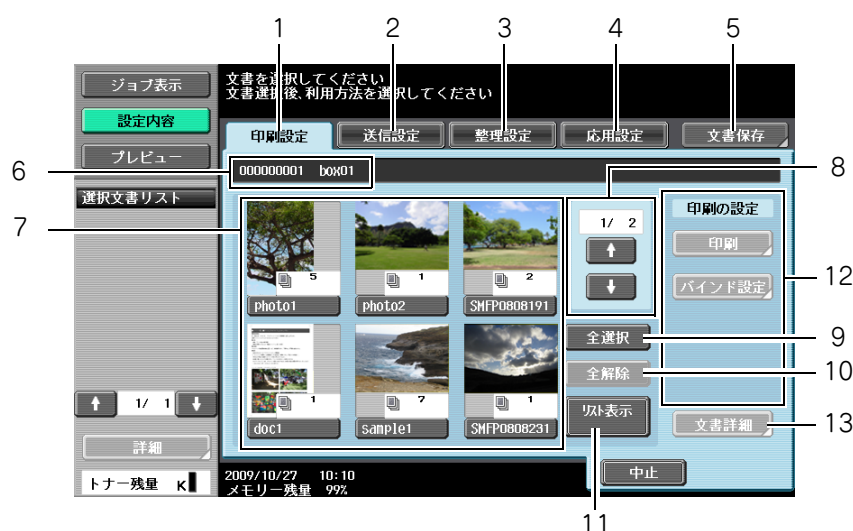 1 2 3 4 5
ジョブ表示
文書を選択してください
文書選択後､利用方法を選択してください
設定内容
印刷設定 送信設定 整理設定 応用設定 文書保存
プレビュー
6 000000001 box01 8
選択文書リスト
7
1/ 2
印刷の設定
印刷
バインド設定 12
5 1 2
photo1 photo2 SMFP0808191
全選択 9
全解除 10
1 7 1
doc1 sample1 SMFP0808231
リスト表示
文書詳細 13
1/ 1
詳細
トナー残量 K
2009/10/27 10:10
メモリー残量 99%
中止
11